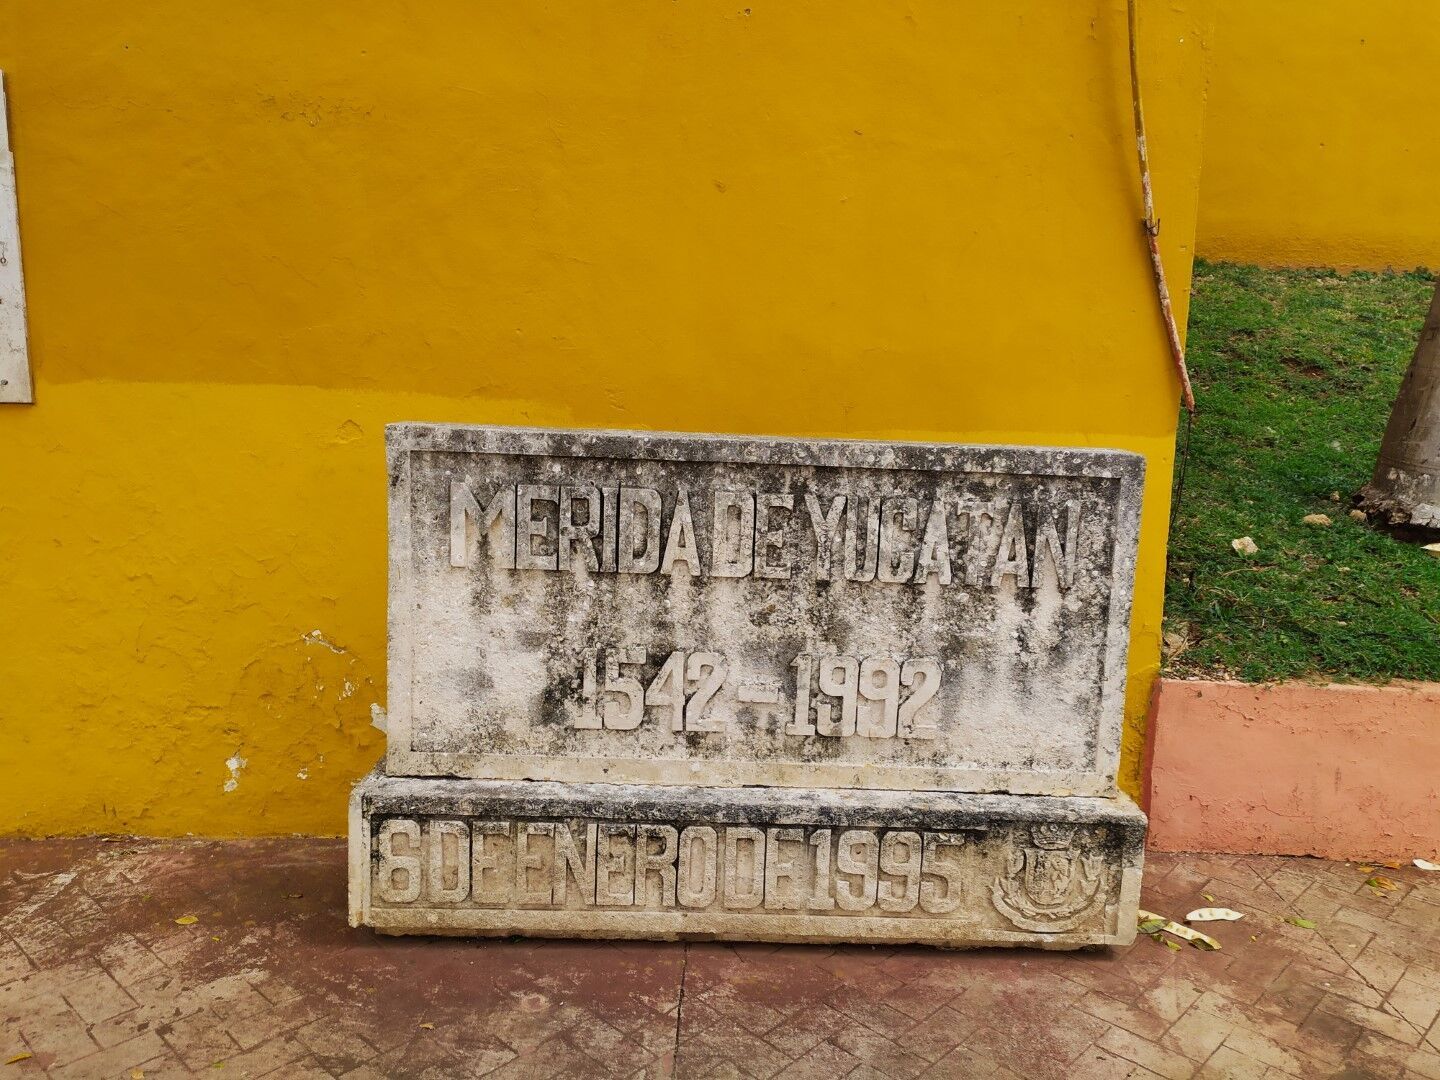 MERIDA DE YUCATAN
1542-1992
6 DE ENERO DE 1995